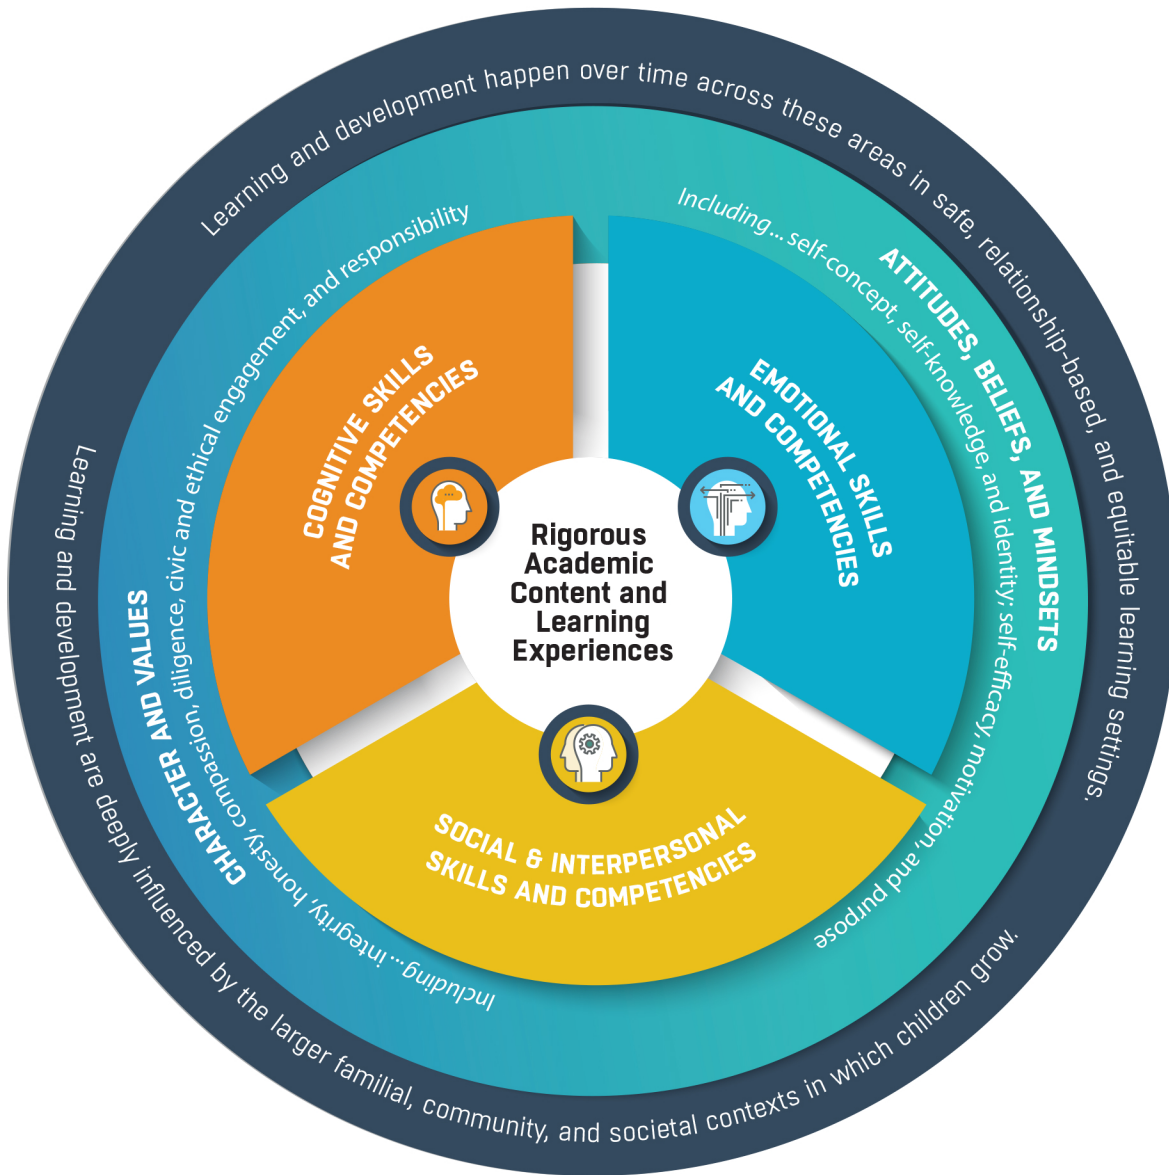 Learning and development happen over time across these areas in safe, relationship-based, and equitable learning settings.
Including... self-concept, self-knowledge, and identity; self-efficacy, motivation, and purpose
ATTITUDES, BELIEFS, AND MINDSETS
COGNITIVE SKILLS
AND COMPETENCIES
EMOTIONAL SKILLS
AND COMPETENCIES
Rigorous
Academic
Content and
Learning
Experiences
SOCIAL & INTERPERSONAL
SKILLS AND COMPETENCIES
CHARACTER AND VALUES
Including... integrity, honesty, compassion, diligence, civic and ethical engagement, and responsibility
Learning and development are deeply influenced by the larger familial, community, and societal contexts in which children grow.